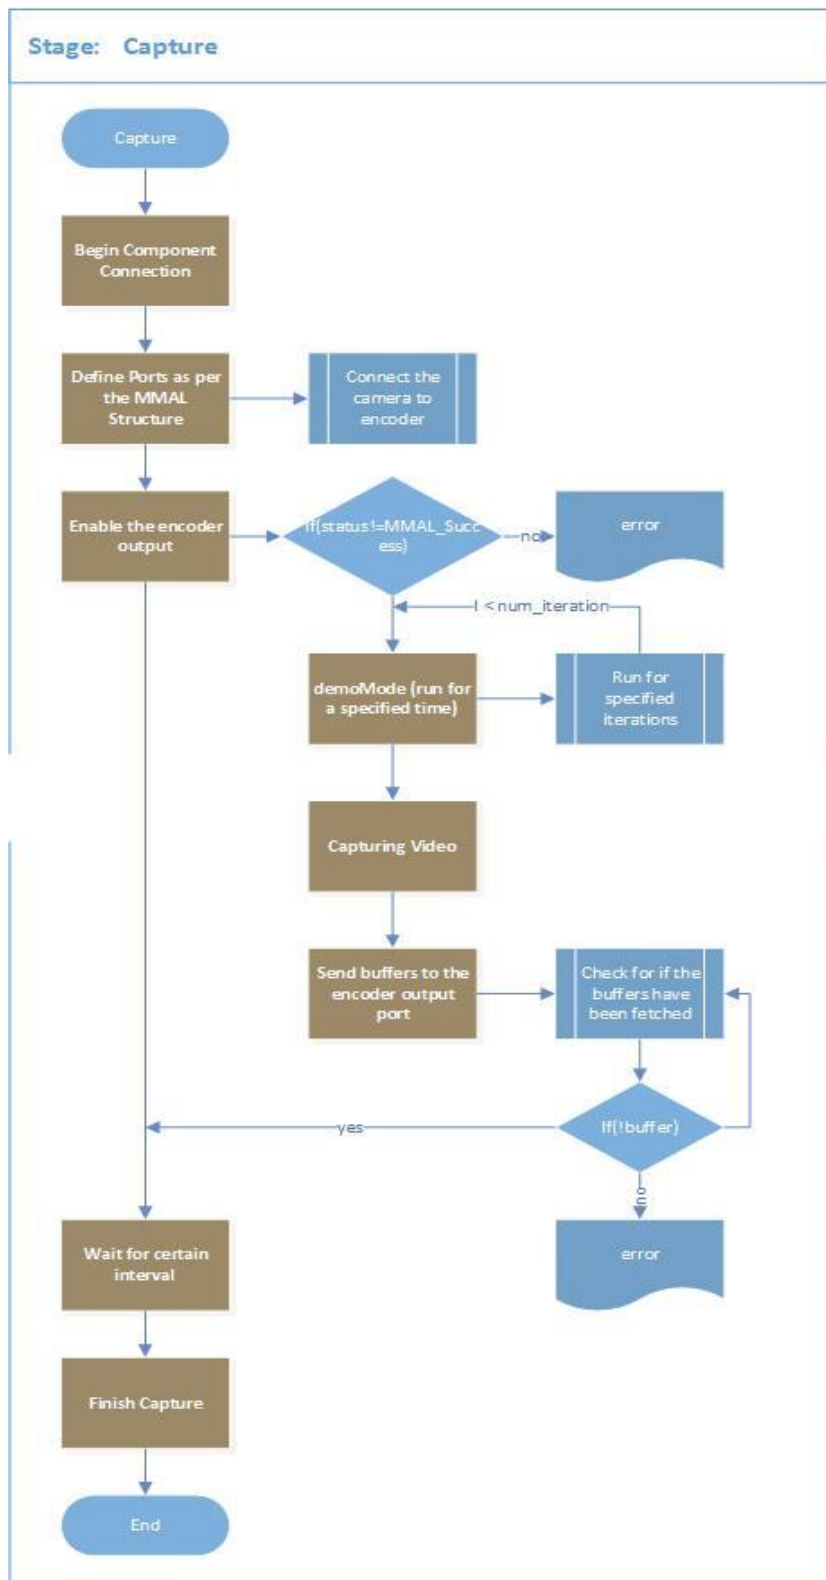 Stage: Capture
Capture
Begin Component
Connection
Define Ports as per
the MMAL
Structure
Connect the
camera to
encoder
Enable the encoder
output
If(status!=MMAL_Succ
ess)
no
error
I < num_iteration
demoMode (run for
a specified time)
Run for
specified
iterations
Capturing Video
Send buffers to the
encoder output
port
Check for if the
buffers have
been fetched
If(!buffer)
yes
no
error
Wait for certain
interval
Finish Capture
End